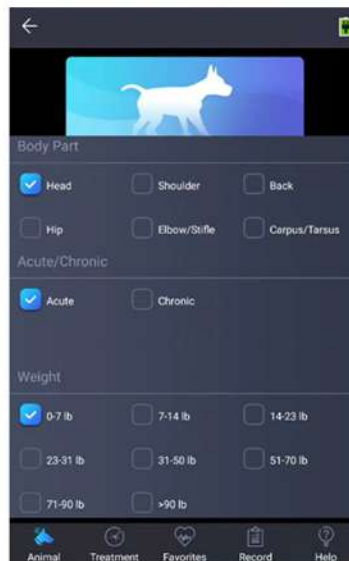 Body Part
Head Shoulder Back
Hip Elbow/Stifle Carpus/Tarsus
Acute/Chronic
Acute Chronic
Weight
0-7 lb 7-14 lb 14-23 lb
23-31 lb 31-50 lb 51-70 lb
71-90 lb >90 lb
Animal Treatment Favorites Record Help